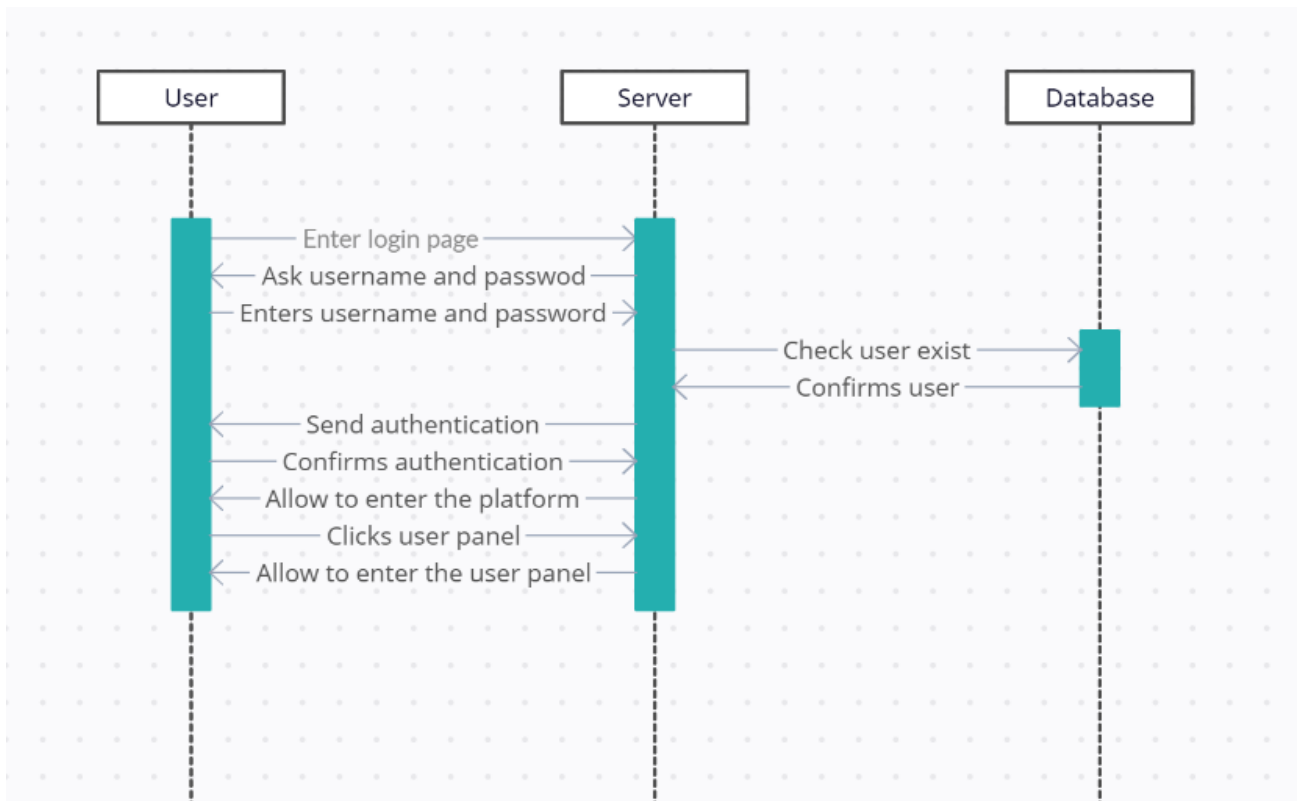 User
Server
Database
Enter login page
Ask username and passwod
Enters username and password
Check user exist
Confirms user
Send authentication
Confirms authentication
Allow to enter the platform
Clicks user panel
Allow to enter the user panel